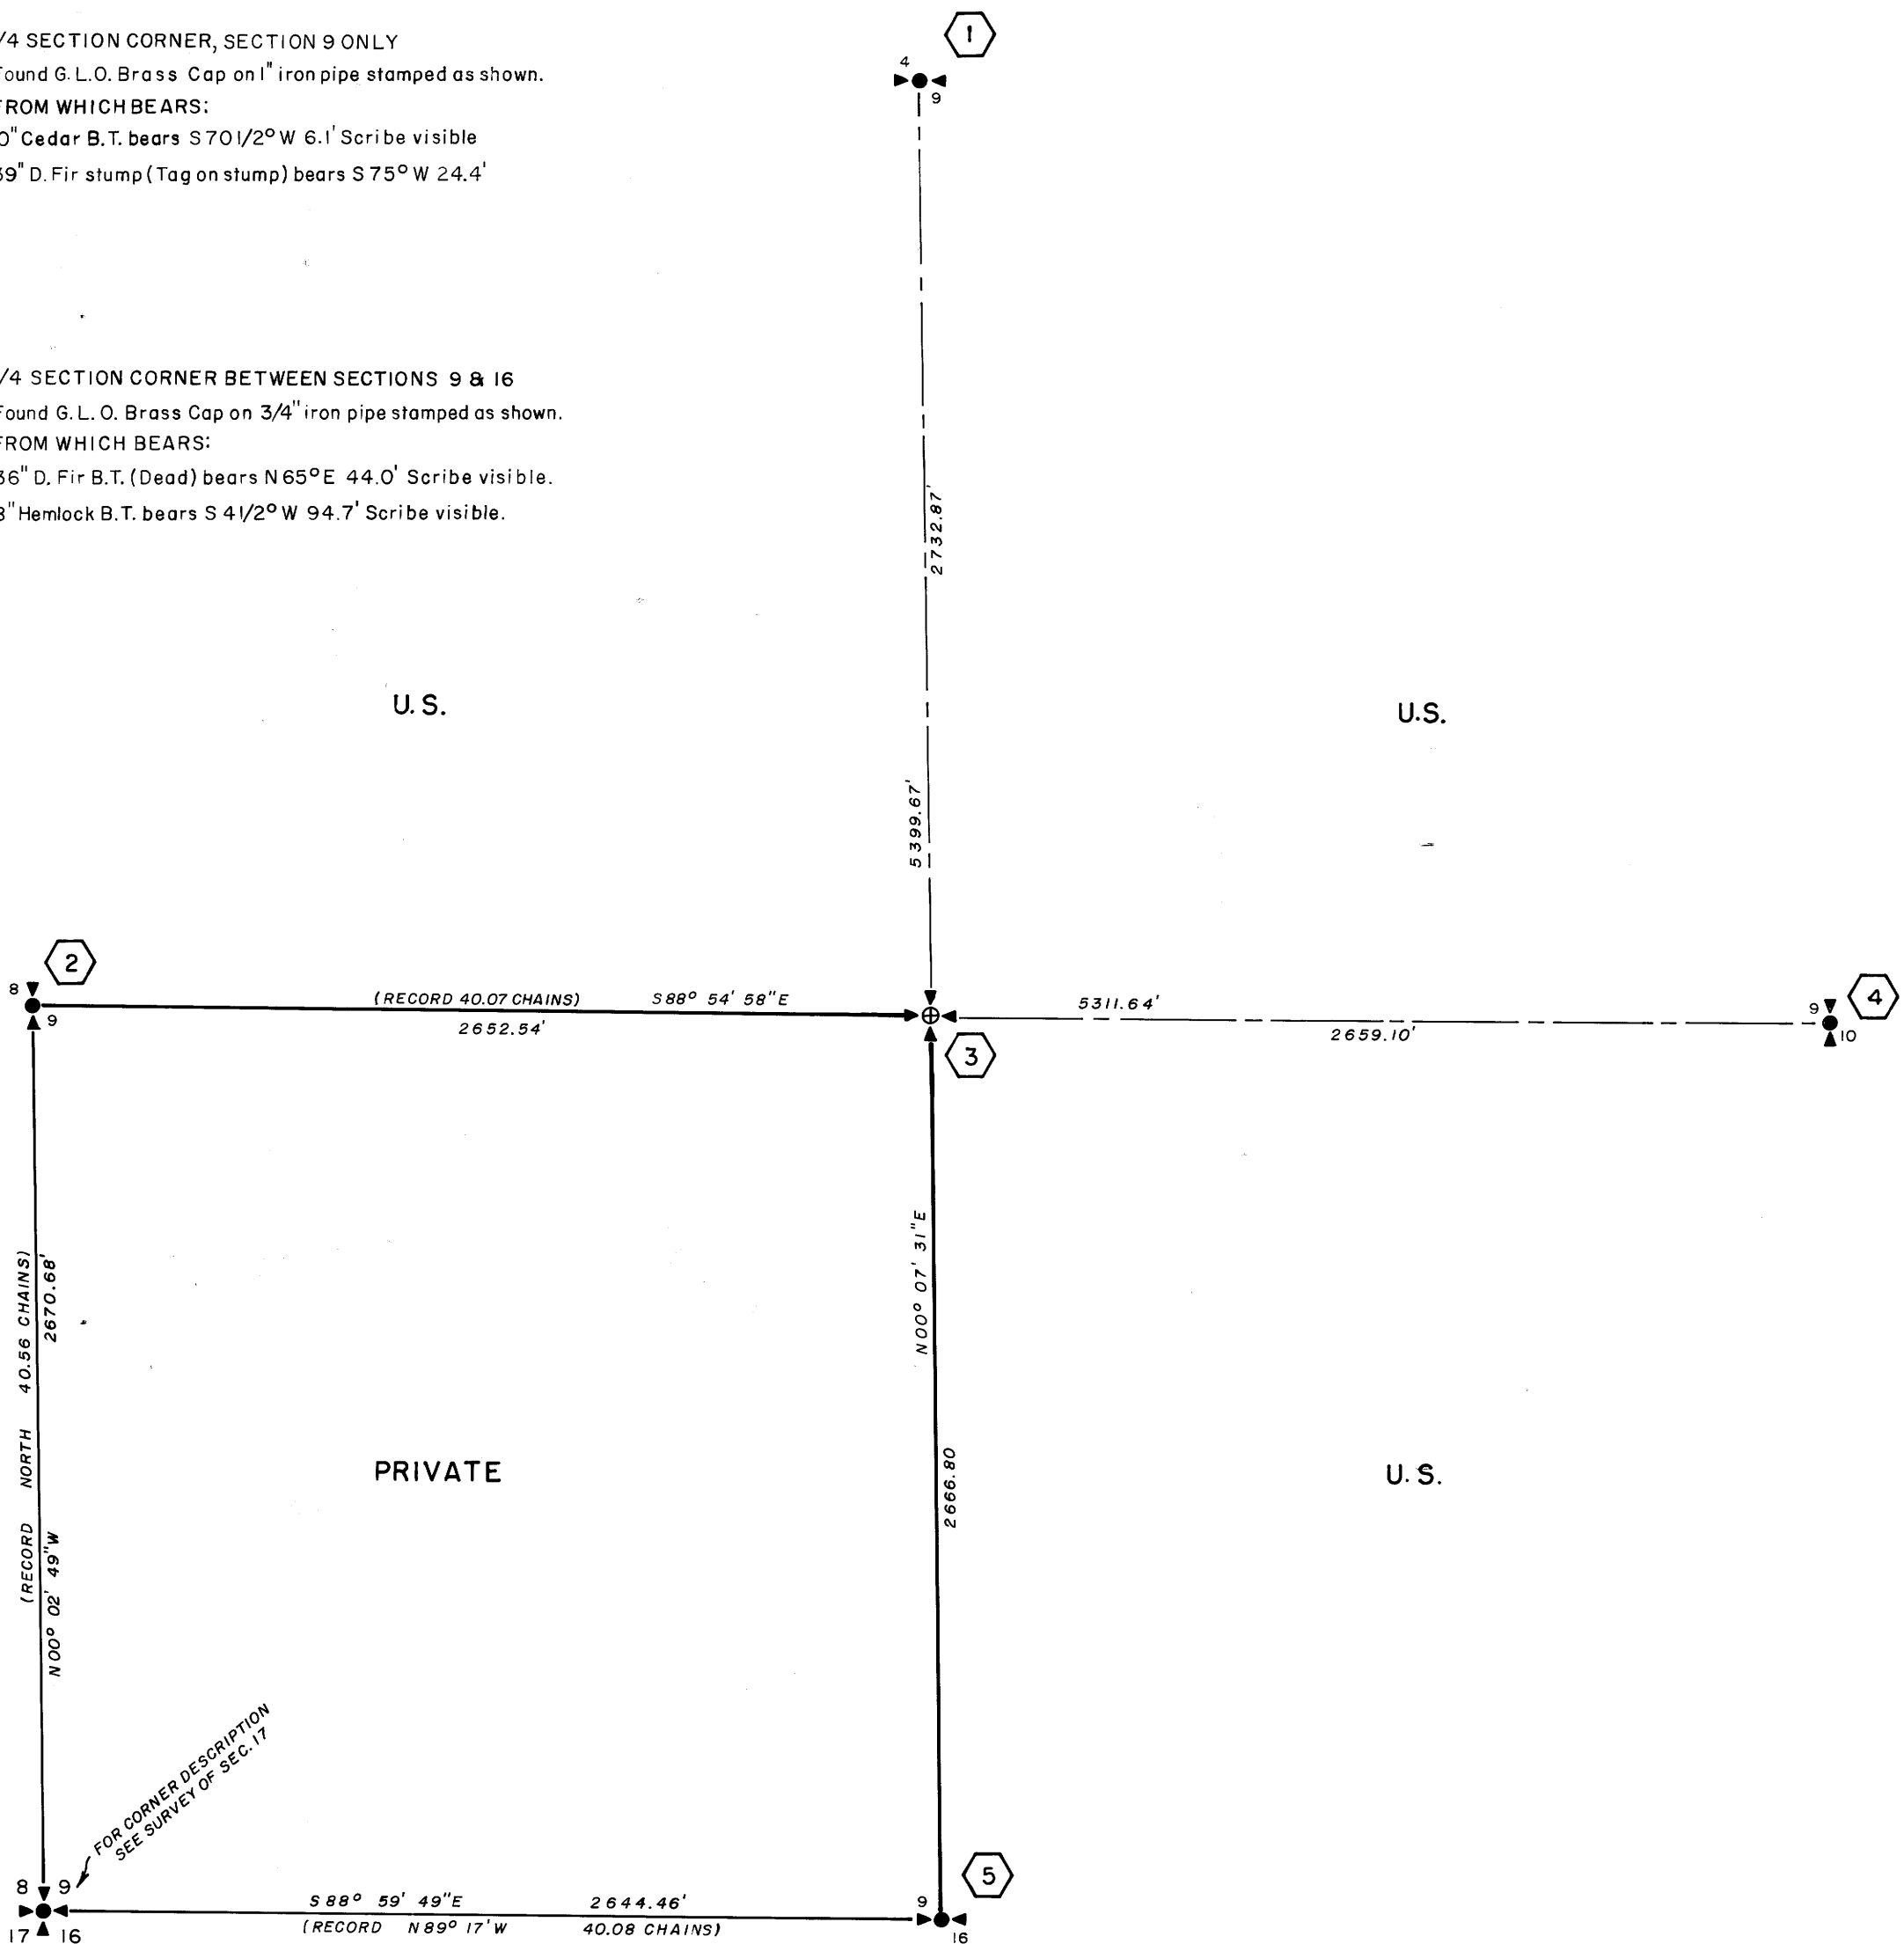 /4 SECTION CORNER, SECTION 9 ONLY
Found G.L.O. Brass Cap on 1" iron pipe stamped as shown.
FROM WHICH BEARS:
0" Cedar B.T. bears S 70 1/2° W 6.1' Scribe visible
39" D. Fir stump (Tag on stump) bears S 75° W 24.4'
/4 SECTION CORNER BETWEEN SECTIONS 9 & 16
Found G.L.O. Brass Cap on 3/4" iron pipe stamped as shown.
FROM WHICH BEARS:
36" D. Fir B.T. (Dead) bears N 65° E 44.0' Scribe visible.
8" Hemlock B.T. bears S 4 1/2° W 94.7' Scribe visible.
1
4
9
2732.87'
5399.67'
U.S.
U.S.
2
8
9
(RECORD 40.07 CHAINS) S88° 54' 58"E
2652.54'
3
5311.64'
2659.10'
4
9
10
(RECORD NORTH 40.56 CHAINS)
N00° 02' 49"W 2670.68'
N00° 07' 31"E
2666.80
PRIVATE
U.S.
FOR CORNER DESCRIPTION
SEE SURVEY OF SEC. 17
8 9
17 16
S88° 59' 49"E 2644.46'
(RECORD N89° 17' W 40.08 CHAINS)
5
9
16